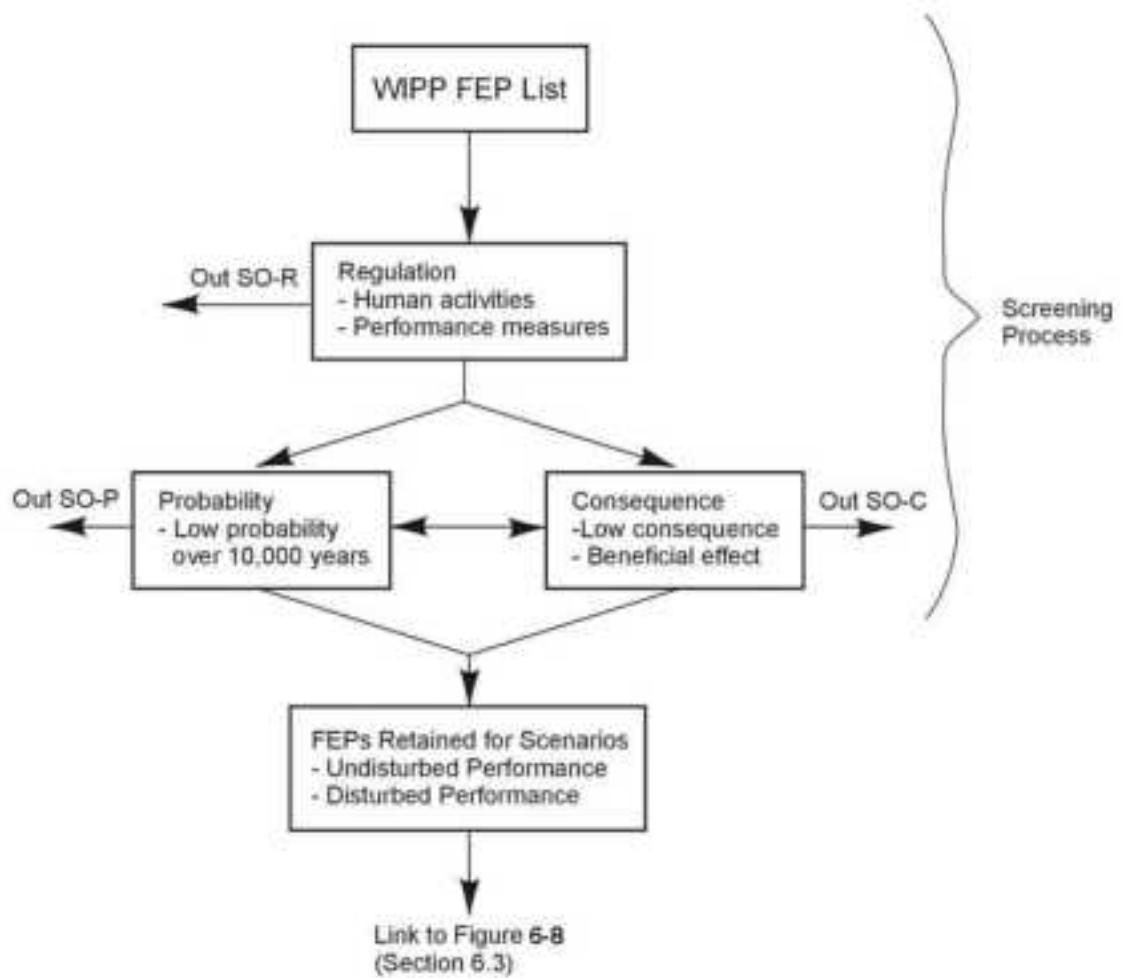 WIPP FEP List
Out SO-R
Regulation
- Human activities
- Performance measures
Screening
Process
Out SO-P
Probability
- Low probability
over 10,000 years
Consequence
-Low consequence
- Beneficial effect
Out SO-C
FEPs Retained for Scenarios
- Undisturbed Performance
- Disturbed Performance
Link to Figure 6-8
(Section 6.3)